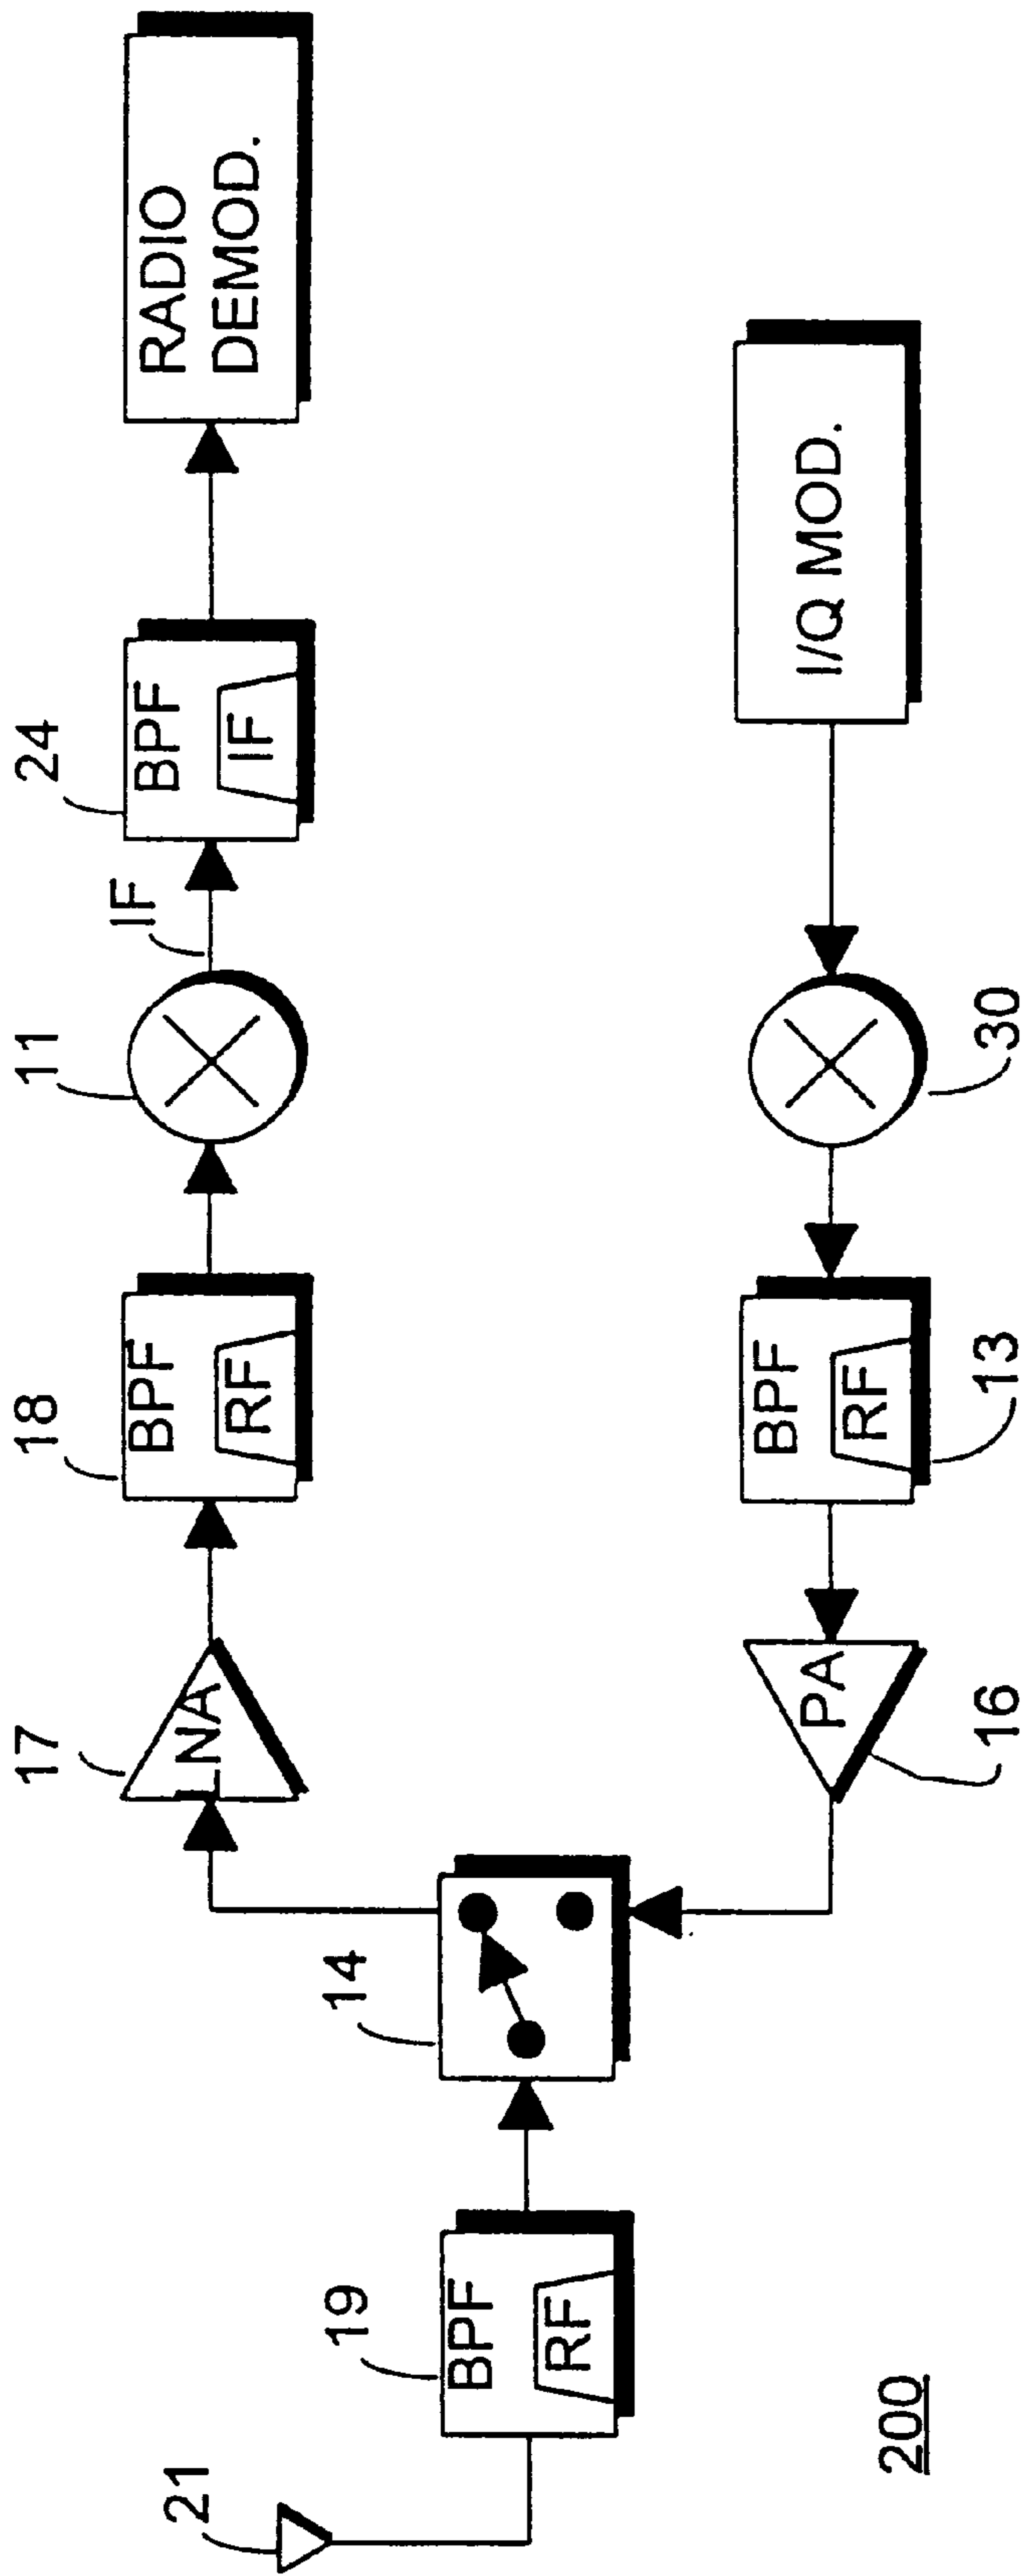 21
19
BPF
RF
14
17
LNA
18
BPF
RF
11
IF
24
BPF
IF
RADIO
DEMOD.
16
PA
13
BPF
RF
30
I/Q MOD.
200